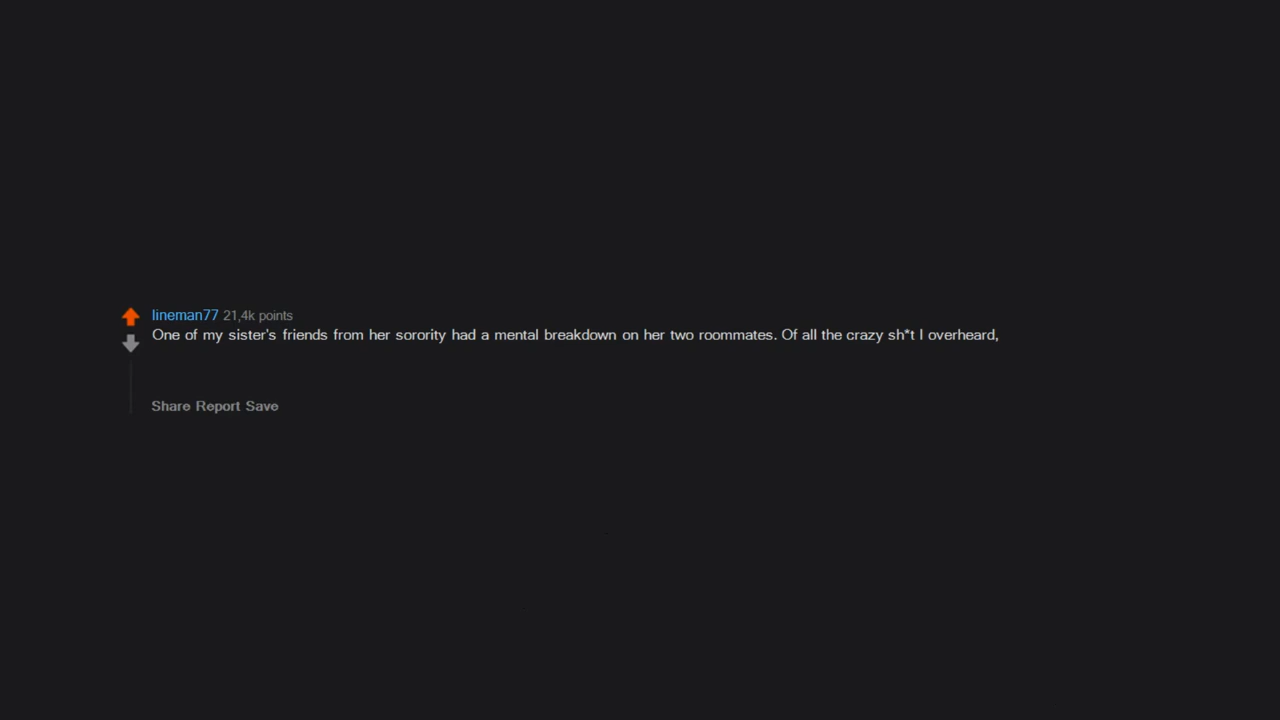 lineman77 21,4k points
One of my sister's friends from her sorority had a mental breakdown on her two roommates. Of all the crazy sh*t I overheard,
Share Report Save